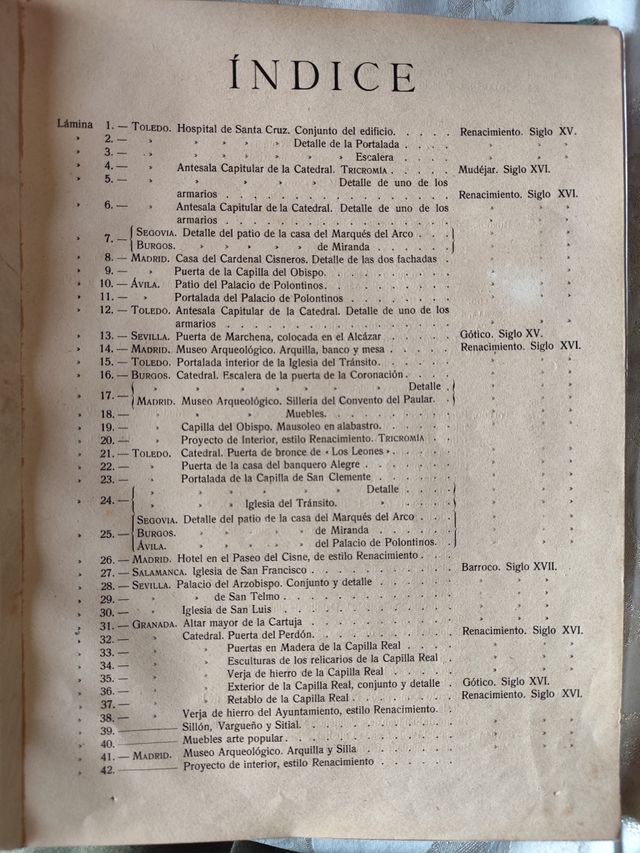 ÍNDICE
Lámina 1. — TOLEDO. Hospital de Santa Cruz. Conjunto del edificio. . . . . Renacimiento. Siglo XV.
» 2. — » » » » » Detalle de la Portalada . . . . » » »
» 3. — » » » » » Escalera . . . . » » »
» 4. — » Antesala Capitular de la Catedral. TRICROMÍA . . . . . Mudéjar. Siglo XVI.
» 5. — » » » » » Detalle de uno de los
armarios . . . . . . . . . . . . . . . . Renacimiento. Siglo XVI.
» 6. — » Antesala Capitular de la Catedral. Detalle de uno de los
armarios . . . . . . . . . . . . . . . . » » »
» 7. — { SEGOVIA. Detalle del patio de la casa del Marqués del Arco . . . } » » »
BURGOS. » » » » » de Miranda . . . . . .
» 8. — MADRID. Casa del Cardenal Cisneros. Detalle de las dos fachadas . » » »
» 9. — » Puerta de la Capilla del Obispo. . . . . . . . . » » »
» 10. — ÁVILA. Patio del Palacio de Polontinos. . . . . . . . . » » »
» 11. — » Portalada del Palacio de Polontinos . . . . . . . » » »
» 12. — TOLEDO. Antesala Capitular de la Catedral. Detalle de uno de los
armarios . . . . . . . . . . . . . . . . » » »
» 13. — SEVILLA. Puerta de Marchena, colocada en el Alcázar . . . . Gótico. Siglo XV.
» 14. — MADRID. Museo Arqueológico. Arquilla, banco y mesa . . . . Renacimiento. Siglo XVI.
» 15. — TOLEDO. Portalada interior de la Iglesia del Tránsito. . . . . » » »
» 16. — BURGOS. Catedral. Escalera de la puerta de la Coronación . . . . » » »
» 17. — { » » » » » » Detalle . } » » »
MADRID. Museo Arqueológico. Sillería del Convento del Paular. .
» 18. — » » » Muebles. . . . . . . . . » » »
» 19. — » Capilla del Obispo. Mausoleo en alabastro. . . . . . » » »
» 20. — » Proyecto de Interior, estilo Renacimiento. TRICROMÍA . . » » »
» 21. — TOLEDO. Catedral. Puerta de bronce de « Los Leones ». . . . . » » »
» 22. — » Puerta de la casa del banquero Alegre . . . . . . » » »
» 23. — » Portalada de la Capilla de San Clemente . . . . . . » » »
» 24. — { » » » » » Detalle . . . . } » » »
» » » Iglesia del Tránsito. . . . . . .
» 25. — { SEGOVIA. Detalle del patio de la casa del Marqués del Arco . . . } » » »
BURGOS. » » » » » de Miranda . . . . . .
ÁVILA. » » » del Palacio de Polontinos. .
» 26. — MADRID. Hotel en el Paseo del Cisne, de estilo Renacimiento . . . » » »
» 27. — SALAMANCA. Iglesia de San Francisco . . . . . . . . . Barroco. Siglo XVII.
» 28. — SEVILLA. Palacio del Arzobispo. Conjunto y detalle . . . . . . » » »
» 29. — » » de San Telmo . . . . . . . . . . » » »
» 30. — » Iglesia de San Luis . . . . . . . . . . . » » »
» 31. — GRANADA. Altar mayor de la Cartuja . . . . . . . . . » » »
» 32. — » Catedral. Puerta del Perdón. . . . . . . . . . Renacimiento. Siglo XVI.
» 33. — » » Puertas en Madera de la Capilla Real . . . . » » »
» 34. — » » Esculturas de los relicarios de la Capilla Real . » » »
» 35. — » » Verja de hierro de la Capilla Real . . . . . » » »
» 36. — » » Exterior de la Capilla Real, conjunto y detalle . Gótico. Siglo XVI.
» 37. — » » Retablo de la Capilla Real . . . . . . . Renacimiento. Siglo XVI.
» 38. — » Verja de hierro del Ayuntamiento, estilo Renacimiento. . . » » »
» 39. ——— Sillón, Vargueño y Sitial. . . . . . . . . . » » »
» 40. ——— Muebles arte popular. . . . . . . . . . . » » »
» 41. — MADRID. Museo Arqueológico. Arquilla y Silla . . . . . . . » » »
» 42. ——— Proyecto de interior, estilo Renacimiento . . . . . . » » »